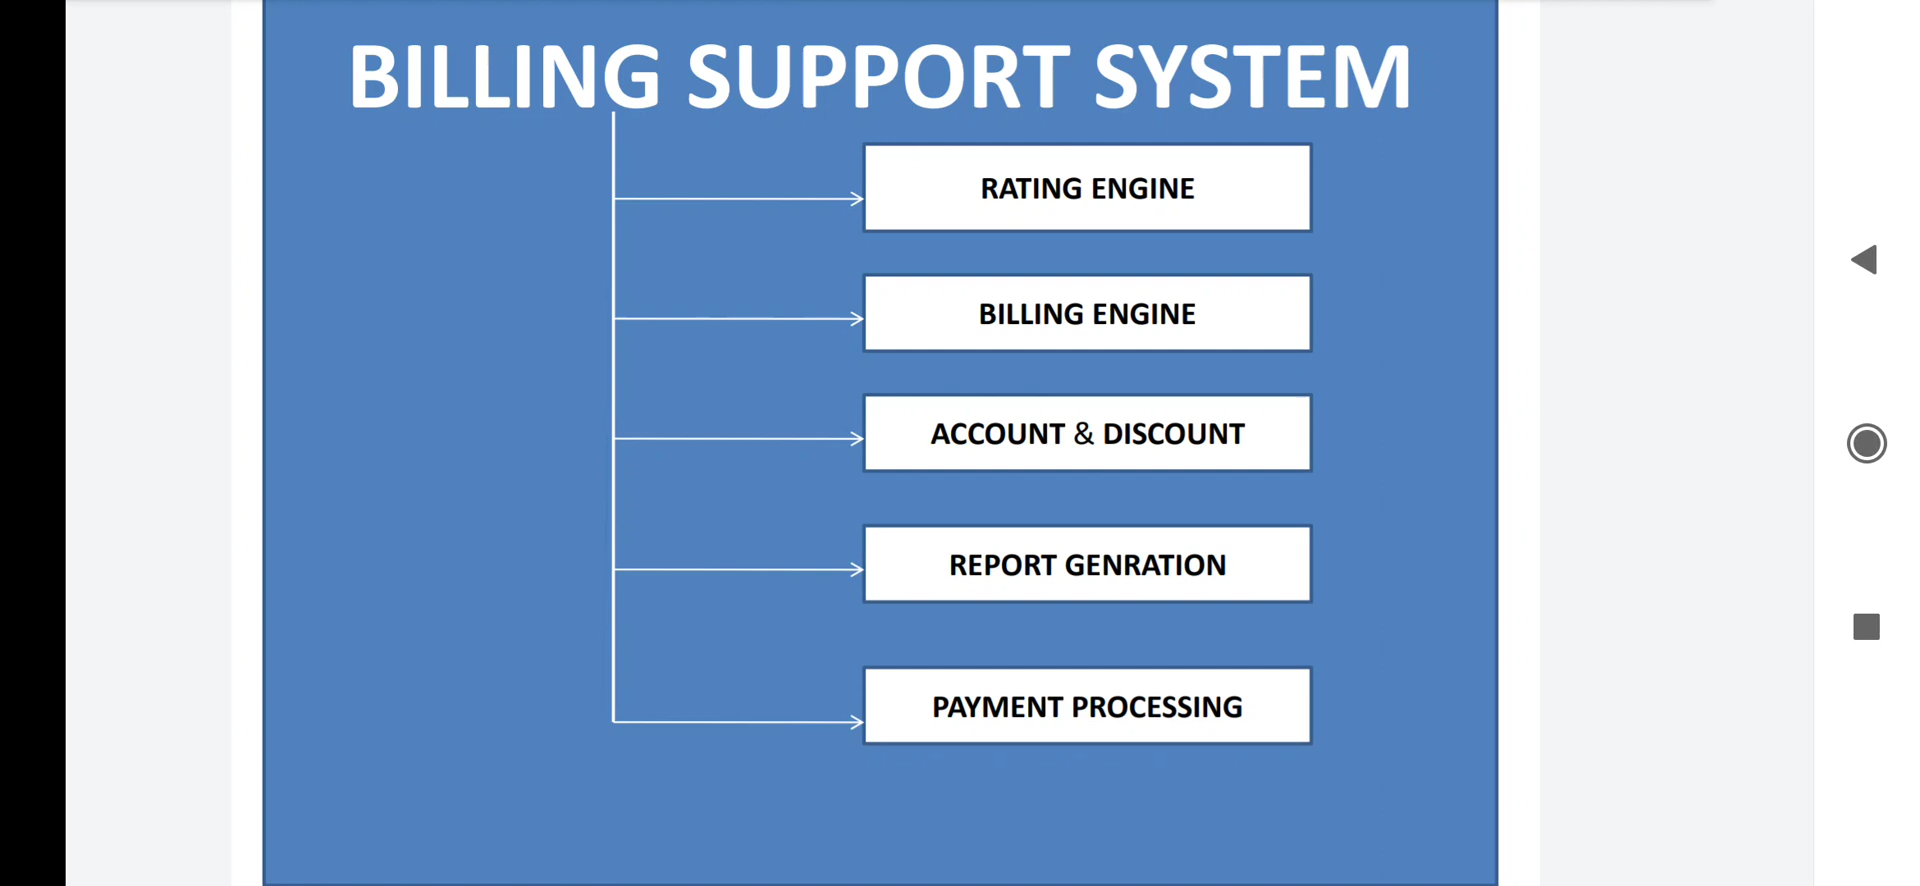 BILLING SUPPORT SYSTEM
RATING ENGINE
BILLING ENGINE
ACCOUNT & DISCOUNT
REPORT GENRATION
PAYMENT PROCESSING